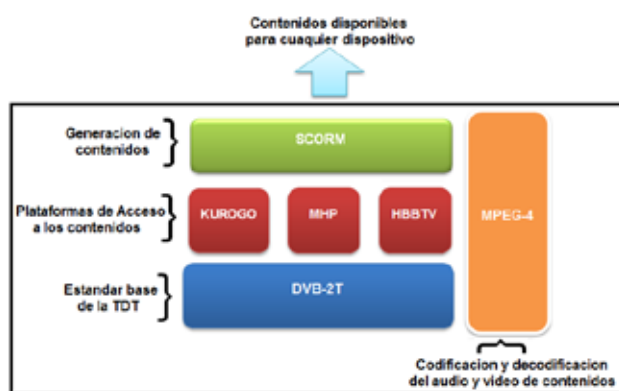 Contenidos disponibles
para cuaquier dispositivo
Generacion de
contenidos
SCORM
Plataformas de Acceso
a los contenidos
KUROGO
MHP
HBBTV
MPEG-4
Estandar base
de la TDT
DVB-2T
Codificacion y decodificacion
del audio y video de contenidos